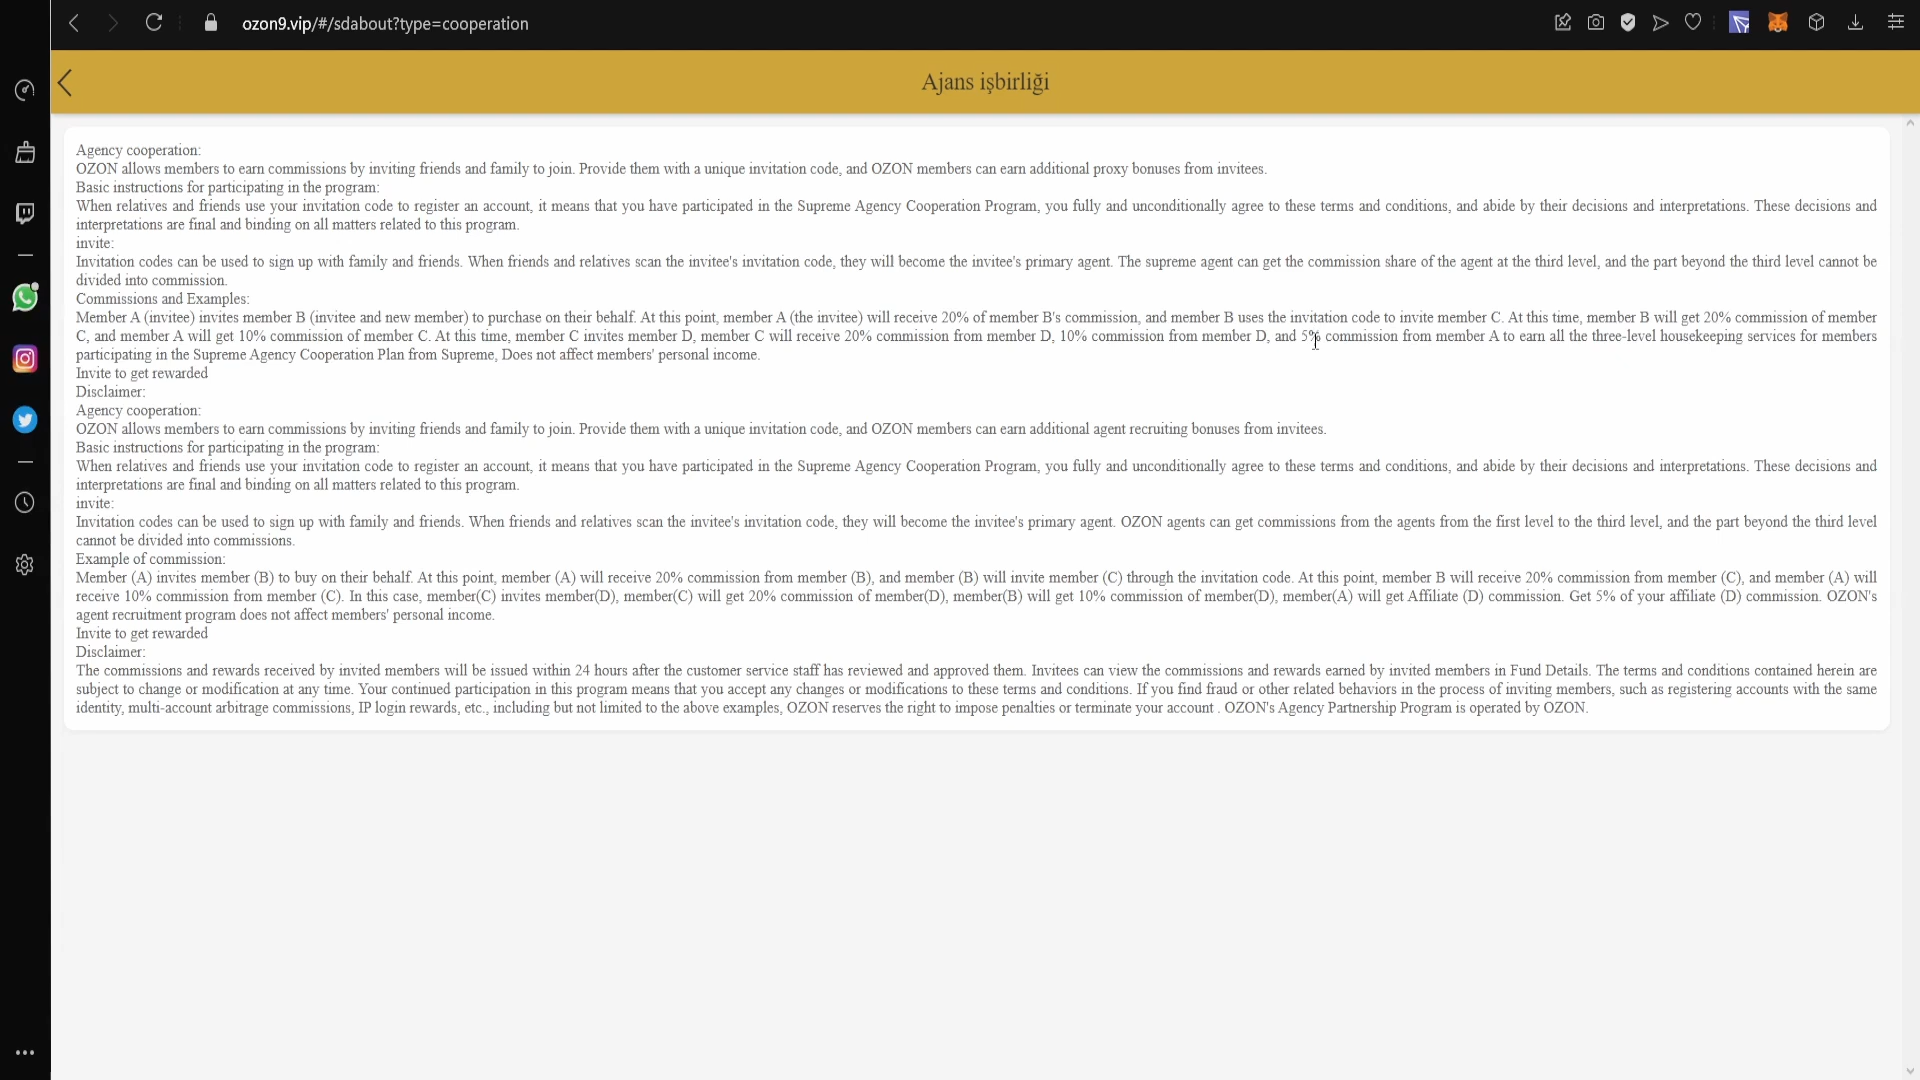 ozon9.vip/#/sdabout?type=cooperation
Ajans işbirliği
Agency cooperation:
OZON allows members to earn commissions by inviting friends and family to join. Provide them with a unique invitation code, and OZON members can earn additional proxy bonuses from invitees.
Basic instructions for participating in the program:
When relatives and friends use your invitation code to register an account, it means that you have participated in the Supreme Agency Cooperation Program, you fully and unconditionally agree to these terms and conditions, and abide by their decisions and interpretations. These decisions and
interpretations are final and binding on all matters related to this program.
invite:
Invitation codes can be used to sign up with family and friends. When friends and relatives scan the invitee's invitation code, they will become the invitee's primary agent. The supreme agent can get the commission share of the agent at the third level, and the part beyond the third level cannot be
divided into commission.
Commissions and Examples:
Member A (invitee) invites member B (invitee and new member) to purchase on their behalf. At this point, member A (the invitee) will receive 20% of member B's commission, and member B uses the invitation code to invite member C. At this time, member B will get 20% commission of member
C, and member A will get 10% commission of member C. At this time, member C invites member D, member C will receive 20% commission from member D, 10% commission from member D, and 5% commission from member A to earn all the three-level housekeeping services for members
participating in the Supreme Agency Cooperation Plan from Supreme, Does not affect members' personal income.
Invite to get rewarded
Disclaimer:
Agency cooperation:
OZON allows members to earn commissions by inviting friends and family to join. Provide them with a unique invitation code, and OZON members can earn additional agent recruiting bonuses from invitees.
Basic instructions for participating in the program:
When relatives and friends use your invitation code to register an account, it means that you have participated in the Supreme Agency Cooperation Program, you fully and unconditionally agree to these terms and conditions, and abide by their decisions and interpretations. These decisions and
interpretations are final and binding on all matters related to this program.
invite:
Invitation codes can be used to sign up with family and friends. When friends and relatives scan the invitee's invitation code, they will become the invitee's primary agent. OZON agents can get commissions from the agents from the first level to the third level, and the part beyond the third level
cannot be divided into commissions.
Example of commission:
Member (A) invites member (B) to buy on their behalf. At this point, member (A) will receive 20% commission from member (B), and member (B) will invite member (C) through the invitation code. At this point, member B will receive 20% commission from member (C), and member (A) will
receive 10% commission from member (C). In this case, member(C) invites member(D), member(C) will get 20% commission of member(D), member(B) will get 10% commission of member(D), member(A) will get Affiliate (D) commission. Get 5% of your affiliate (D) commission. OZON's
agent recruitment program does not affect members' personal income.
Invite to get rewarded
Disclaimer:
The commissions and rewards received by invited members will be issued within 24 hours after the customer service staff has reviewed and approved them. Invitees can view the commissions and rewards earned by invited members in Fund Details. The terms and conditions contained herein are
subject to change or modification at any time. Your continued participation in this program means that you accept any changes or modifications to these terms and conditions. If you find fraud or other related behaviors in the process of inviting members, such as registering accounts with the same
identity, multi-account arbitrage commissions, IP login rewards, etc., including but not limited to the above examples, OZON reserves the right to impose penalties or terminate your account . OZON's Agency Partnership Program is operated by OZON.